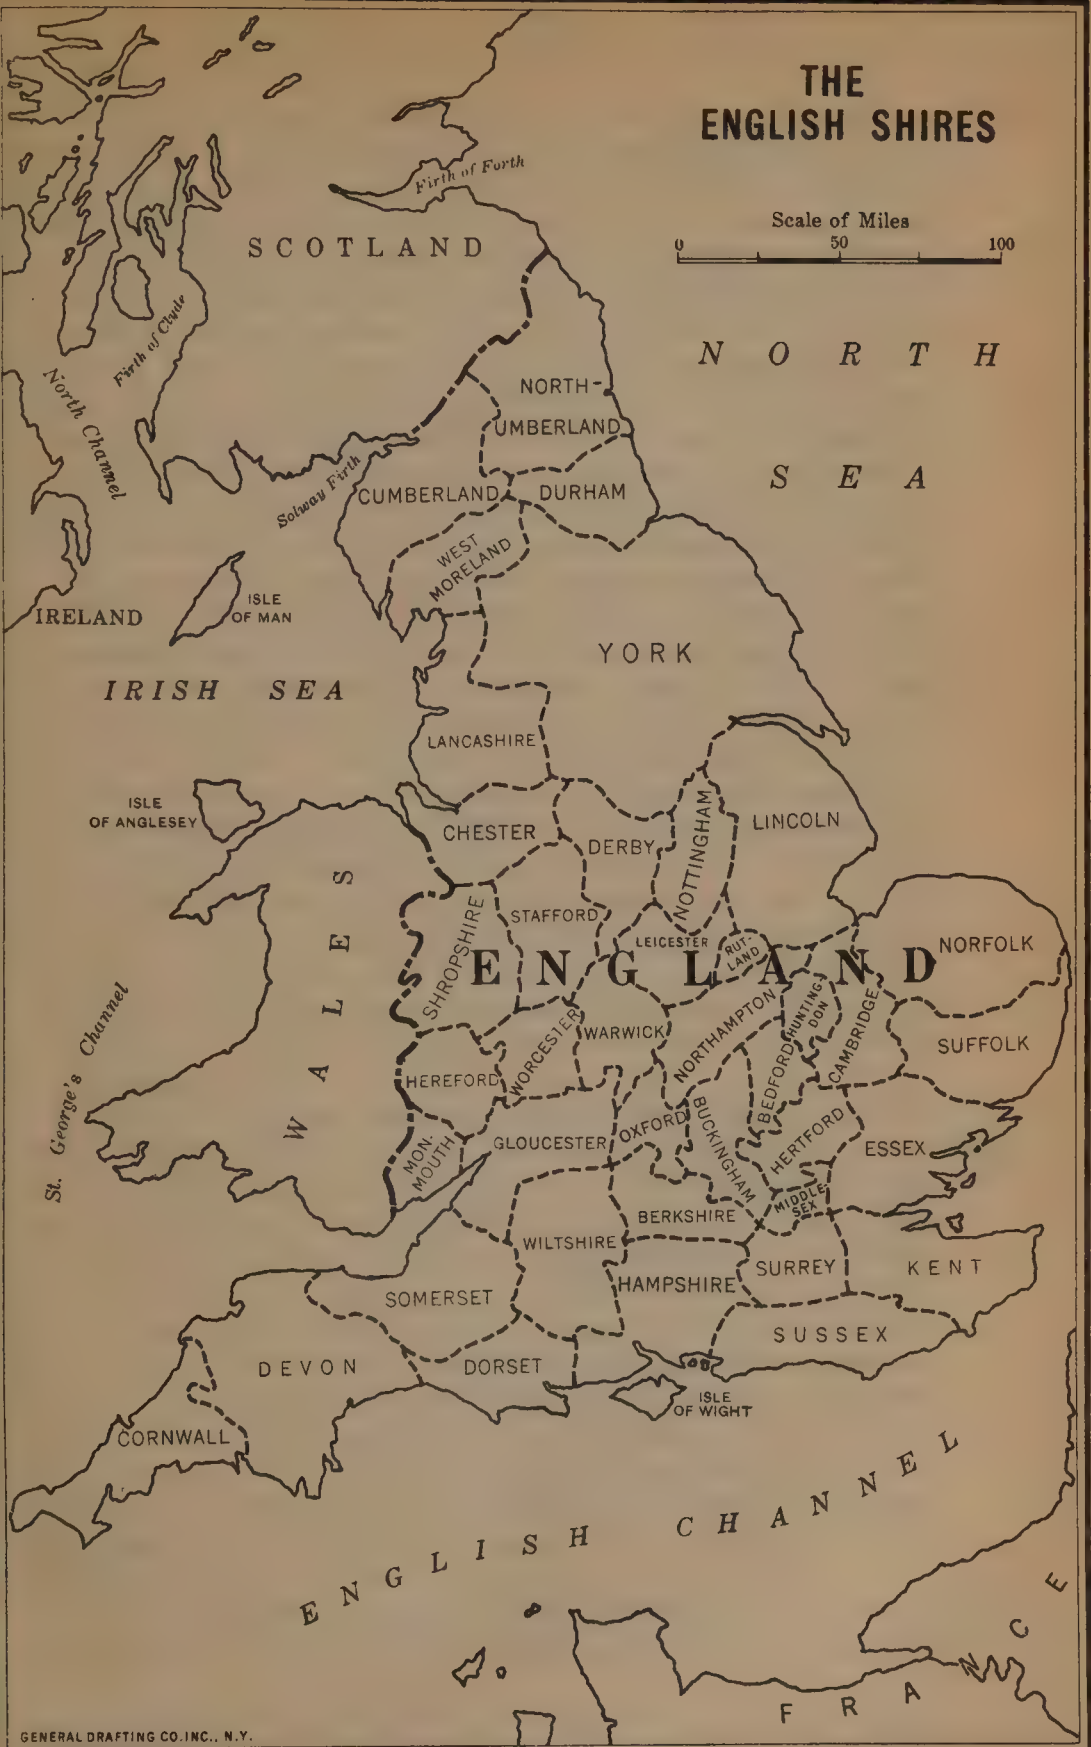 THE
ENGLISH SHIRES
Scale of Miles
0 50 100
Firth of Forth
SCOTLAND
Firth of Clyde
North Channel
NORTH
SEA
NORTH-
UMBERLAND
Solway Firth
CUMBERLAND
DURHAM
WEST
MORELAND
IRELAND
ISLE
OF MAN
YORK
IRISH SEA
LANCASHIRE
ISLE
OF ANGLESEY
CHESTER
DERBY
NOTTINGHAM
LINCOLN
WALES
SHROPSHIRE
STAFFORD
LEICESTER
RUT-
LAND
ENGLAND
NORFOLK
St. George's Channel
WORCESTER
WARWICK
NORTHAMPTON
HUNTING-
DON
CAMBRIDGE
SUFFOLK
HEREFORD
BEDFORD
MON-
MOUTH
GLOUCESTER
OXFORD
BUCKINGHAM
HERTFORD
ESSEX
MIDDLE-
SEX
BERKSHIRE
WILTSHIRE
HAMPSHIRE
SURREY
KENT
SOMERSET
SUSSEX
DEVON
DORSET
ISLE
OF WIGHT
CORNWALL
ENGLISH CHANNEL
FRANCE
GENERAL DRAFTING CO.INC., N.Y.